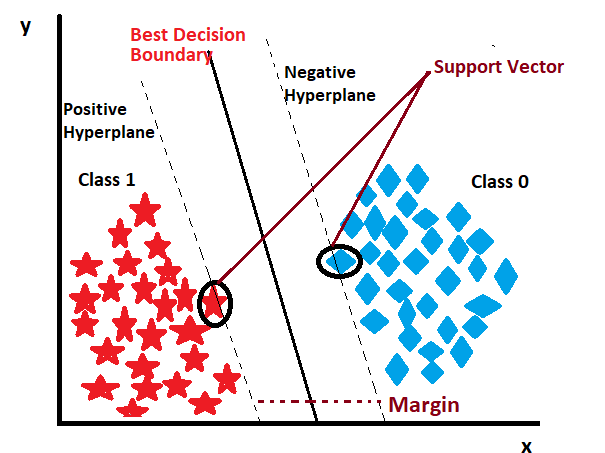 y
Best Decision
Boundary
Negative
Hyperplane
Support Vector
Positive
Hyperplane
Class 1
Class 0
Margin
x